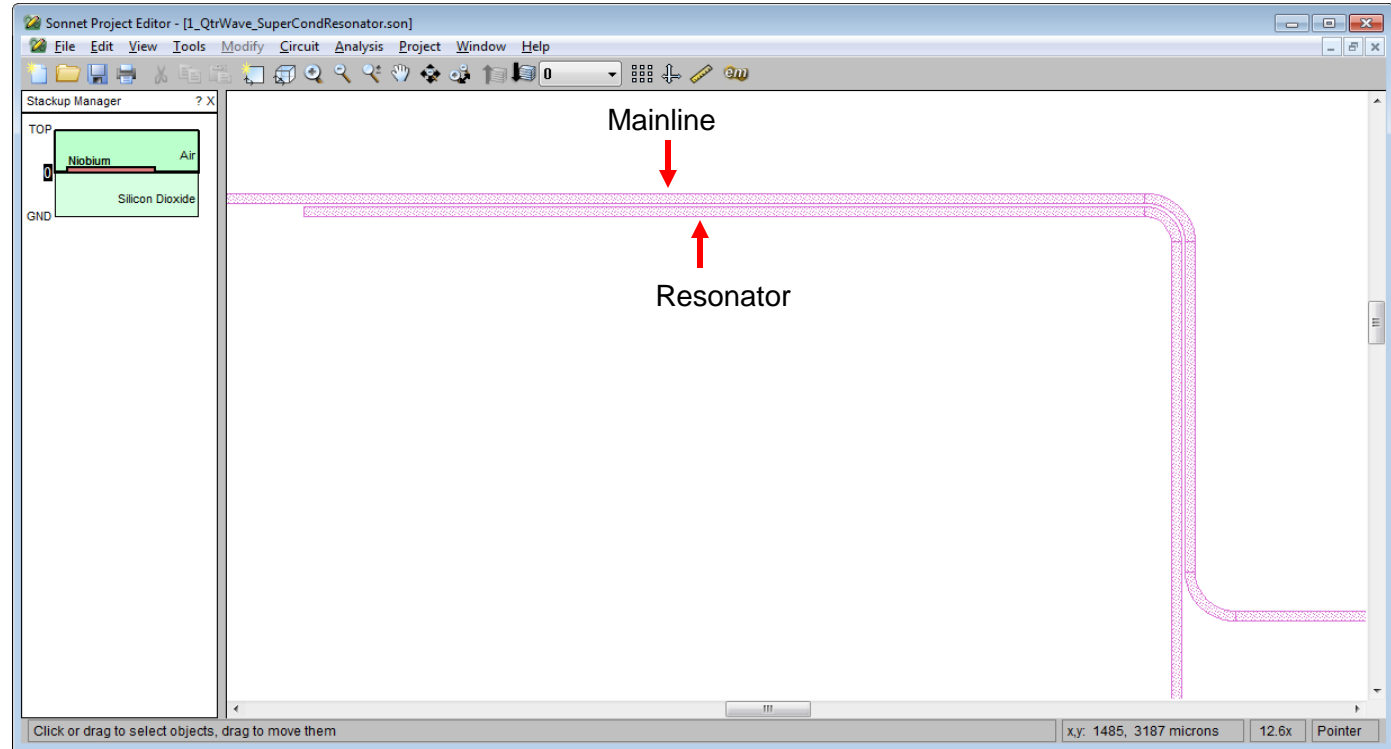 Sonnet Project Editor - [1_QtrWave_SuperCondResonator.son]
File Edit View Tools Modify Circuit Analysis Project Window Help
0
Stackup Manager ? X
TOP
Niobium
Air
0
Silicon Dioxide
GND
Mainline
Resonator
Click or drag to select objects, drag to move them
x,y: 1485, 3187 microns
12.6x
Pointer